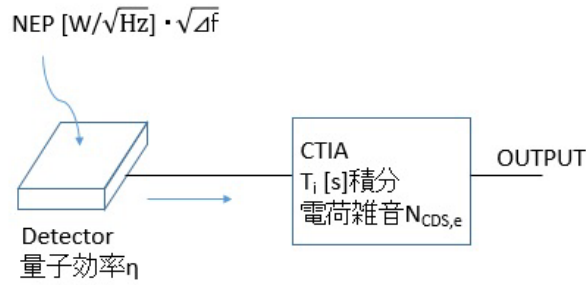 NEP [W/√Hz]・√⊿f
CTIA
Tᵢ [s]積分
電荷雑音N_CDS,e
OUTPUT
Detector
量子効率η